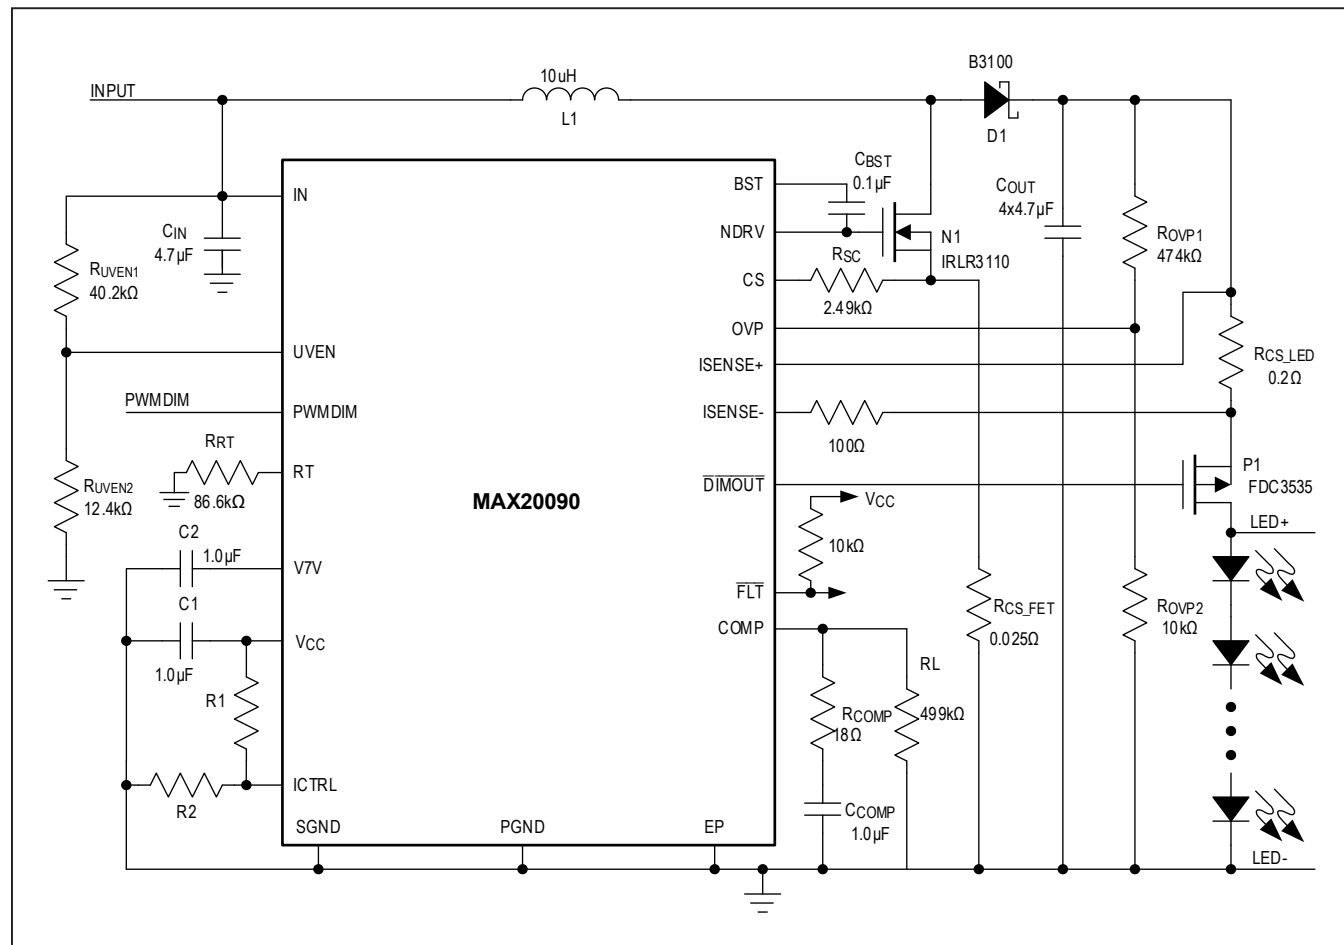 B3100
10uH
INPUT
L1
D1
CBST
0.1µF
COUT
4x4.7µF
BST
IN
CIN
4.7µF
NDRV
N1
IRLR3110
ROVP1
474kΩ
RSC
RUVEN1
40.2kΩ
CS
2.49kΩ
OVP
UVEN
ISENSE+
RCS_LED
0.2Ω
PWMDIM
PWMDIM
ISENSE-
100Ω
RRT
RT
86.6kΩ
P1
FDC3535
RUVEN2
12.4kΩ
DIMOUT
MAX20090
VCC
LED+
C2
1.0µF
V7V
10kΩ
FLT
C1
RCS_FET
0.025Ω
ROVP2
10kΩ
COMP
VCC
1.0µF
RL
R1
RCOMP
18Ω
499kΩ
ICTRL
R2
CCOMP
1.0µF
SGND
PGND
EP
LED-